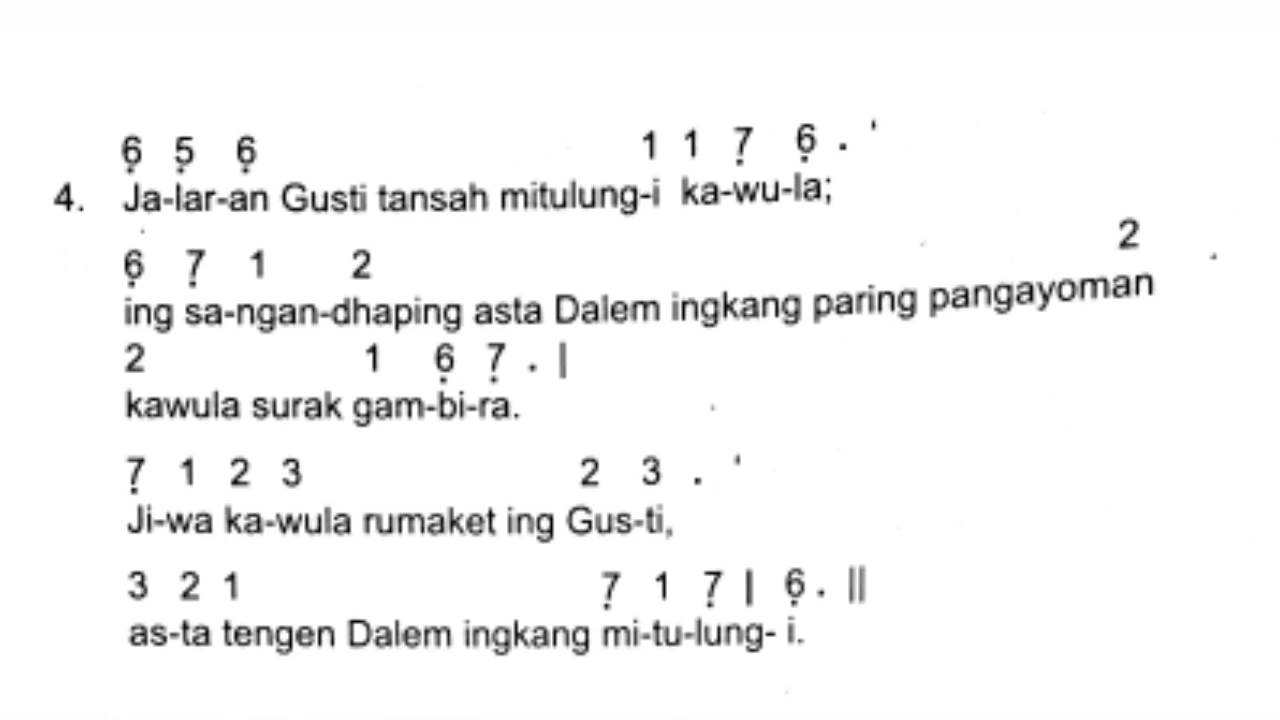 6̣ 5̣ 6̣ 1 1 7̣ 6̣ . '
4. Ja-lar-an Gusti tansah mitulung-i ka-wu-la;
6̣ 7̣ 1 2 2
ing sa-ngan-dhaping asta Dalem ingkang paring pangayoman
2 1 6̣ 7̣ . |
kawula surak gam-bi-ra.
7̣ 1 2 3 2 3 . '
Ji-wa ka-wula rumaket ing Gus-ti,
3 2 1 7̣ 1 7̣ | 6̣ . ||
as-ta tengen Dalem ingkang mi-tu-lung- i.